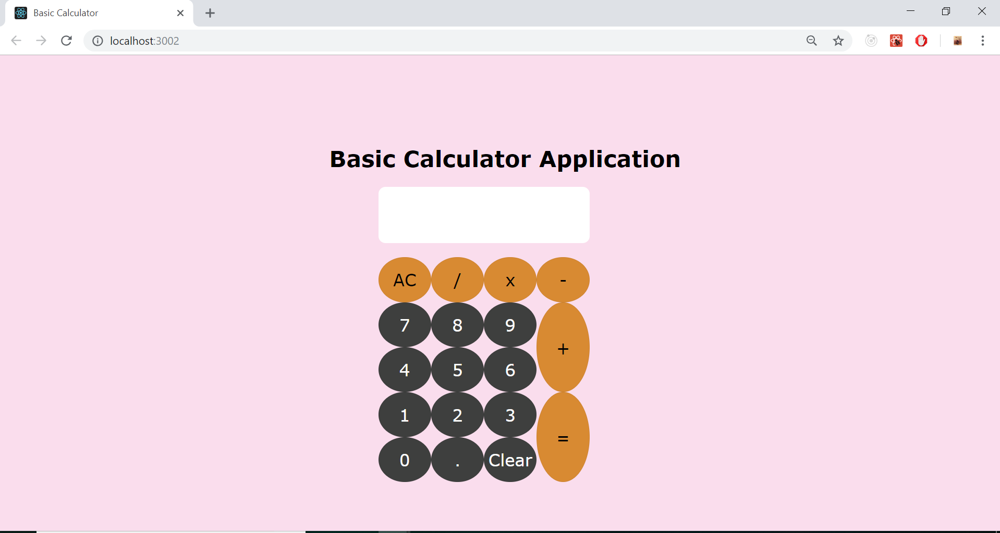 Basic Calculator
localhost:3002
Basic Calculator Application
AC / x -
7 8 9
+
4 5 6
1 2 3
=
0 . Clear